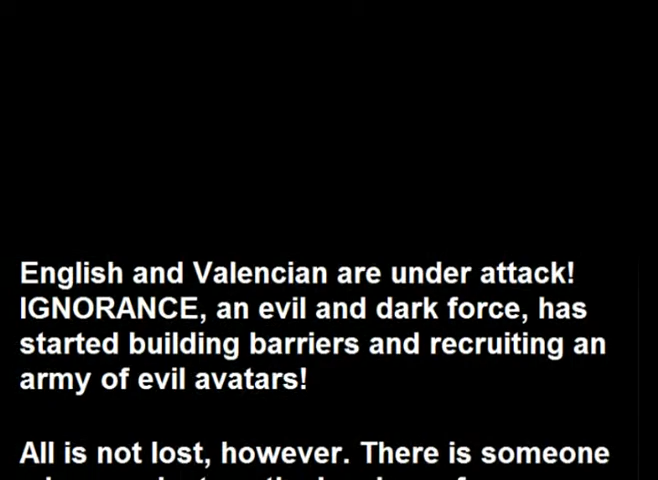 English and Valencian are under attack!
IGNORANCE, an evil and dark force, has
started building barriers and recruiting an
army of evil avatars!
All is not lost, however. There is someone